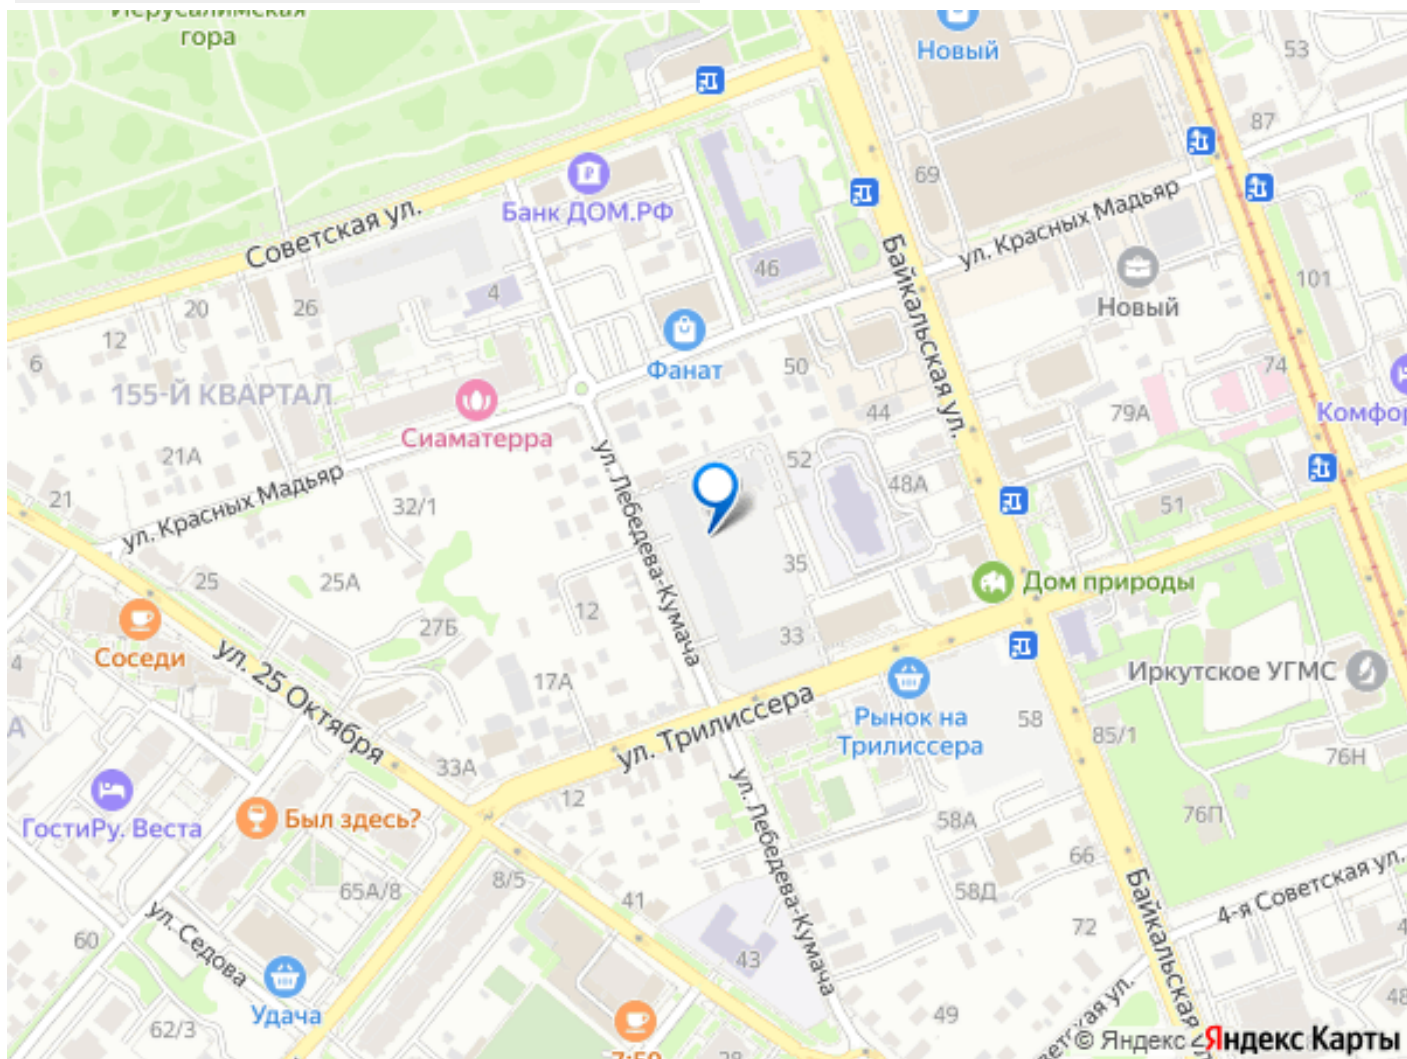 Иерусалимская
гора
Новый
53
87
69
Банк ДОМ.РФ
Советская ул.
ул. Красных Мадьяр
46
4
26
20
12
6
Байкальская ул.
Новый
101
Фанат
50
74
155-Й КВАРТАЛ
79А
44
Сиаматерра
21А
21
ул. Красных Мадьяр
32/1
ул. Лебедева-Кумача
52
48А
51
25
25А
35
Дом природы
12
27Б
33
Соседи
4
ул. 25 Октября
17А
Иркутское УГМС
ул. Трилиссера
Рынок на
Трилиссера
58
85/1
76Н
А
33А
12
ГостиРу. Веста
Был здесь?
ул. Лебедева-Кумача
58А
76П
66
65А/8
8/5
41
58Д
Байкальская
4-я Советская ул.
72
60
ул. Седова
43
49
Удача
62/3
7:50
28
48
© Яндекс
Яндекс Карты